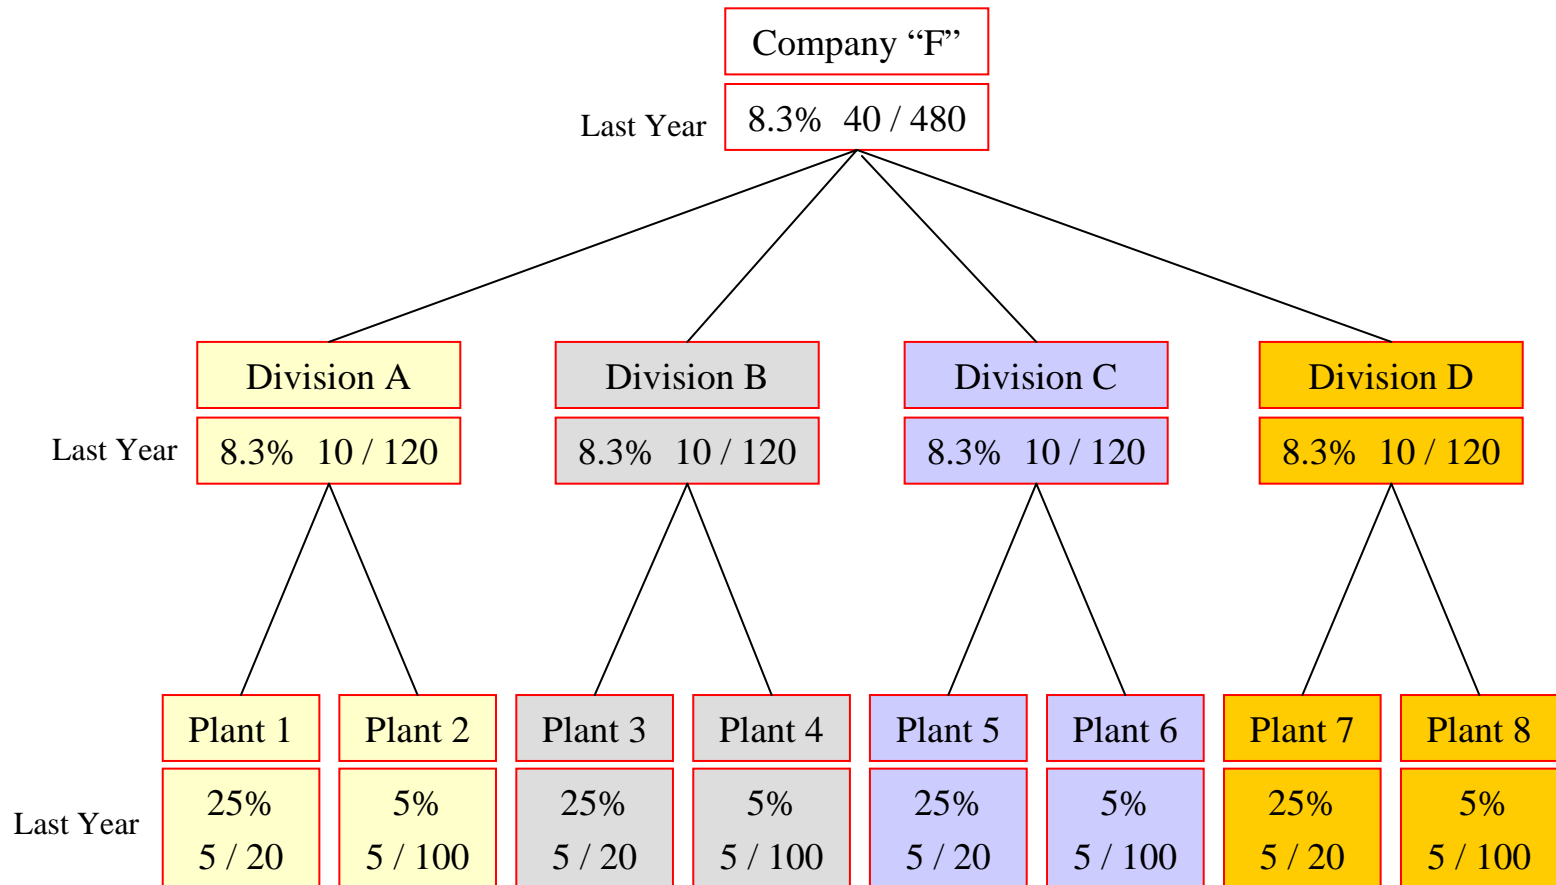 Company “F”
Last Year
8.3% 40 / 480
Division A
Division B
Division C
Division D
Last Year
8.3% 10 / 120
8.3% 10 / 120
8.3% 10 / 120
8.3% 10 / 120
Plant 1
Plant 2
Plant 3
Plant 4
Plant 5
Plant 6
Plant 7
Plant 8
Last Year
25%
5 / 20
5%
5 / 100
25%
5 / 20
5%
5 / 100
25%
5 / 20
5%
5 / 100
25%
5 / 20
5%
5 / 100